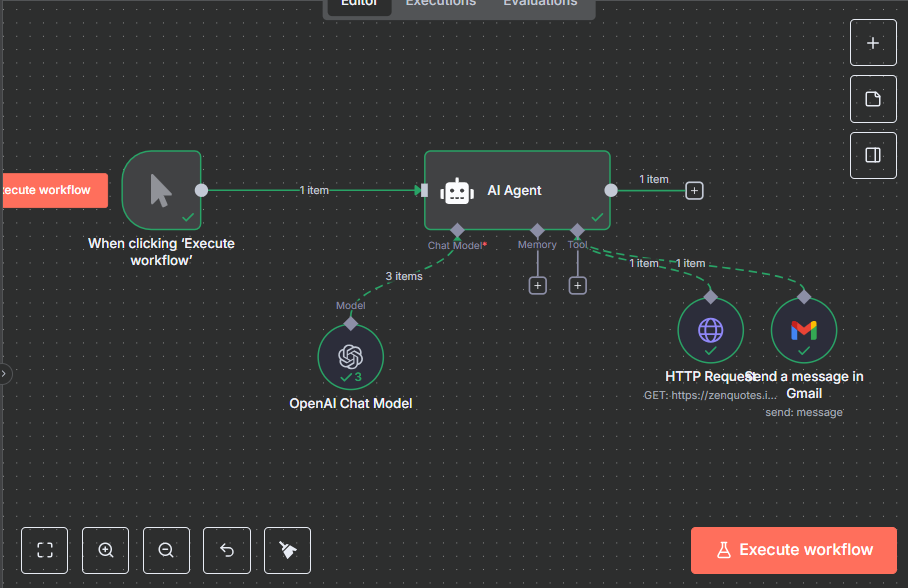 Editor Executions Evaluations
xecute workflow
1 item
AI Agent
1 item
When clicking ‘Execute
workflow’
Chat Model*
Memory
Tool
3 items
1 item
1 item
Model
3
OpenAI Chat Model
HTTP Request
GET: https://zenquotes.i...
Send a message in
Gmail
send: message
Execute workflow